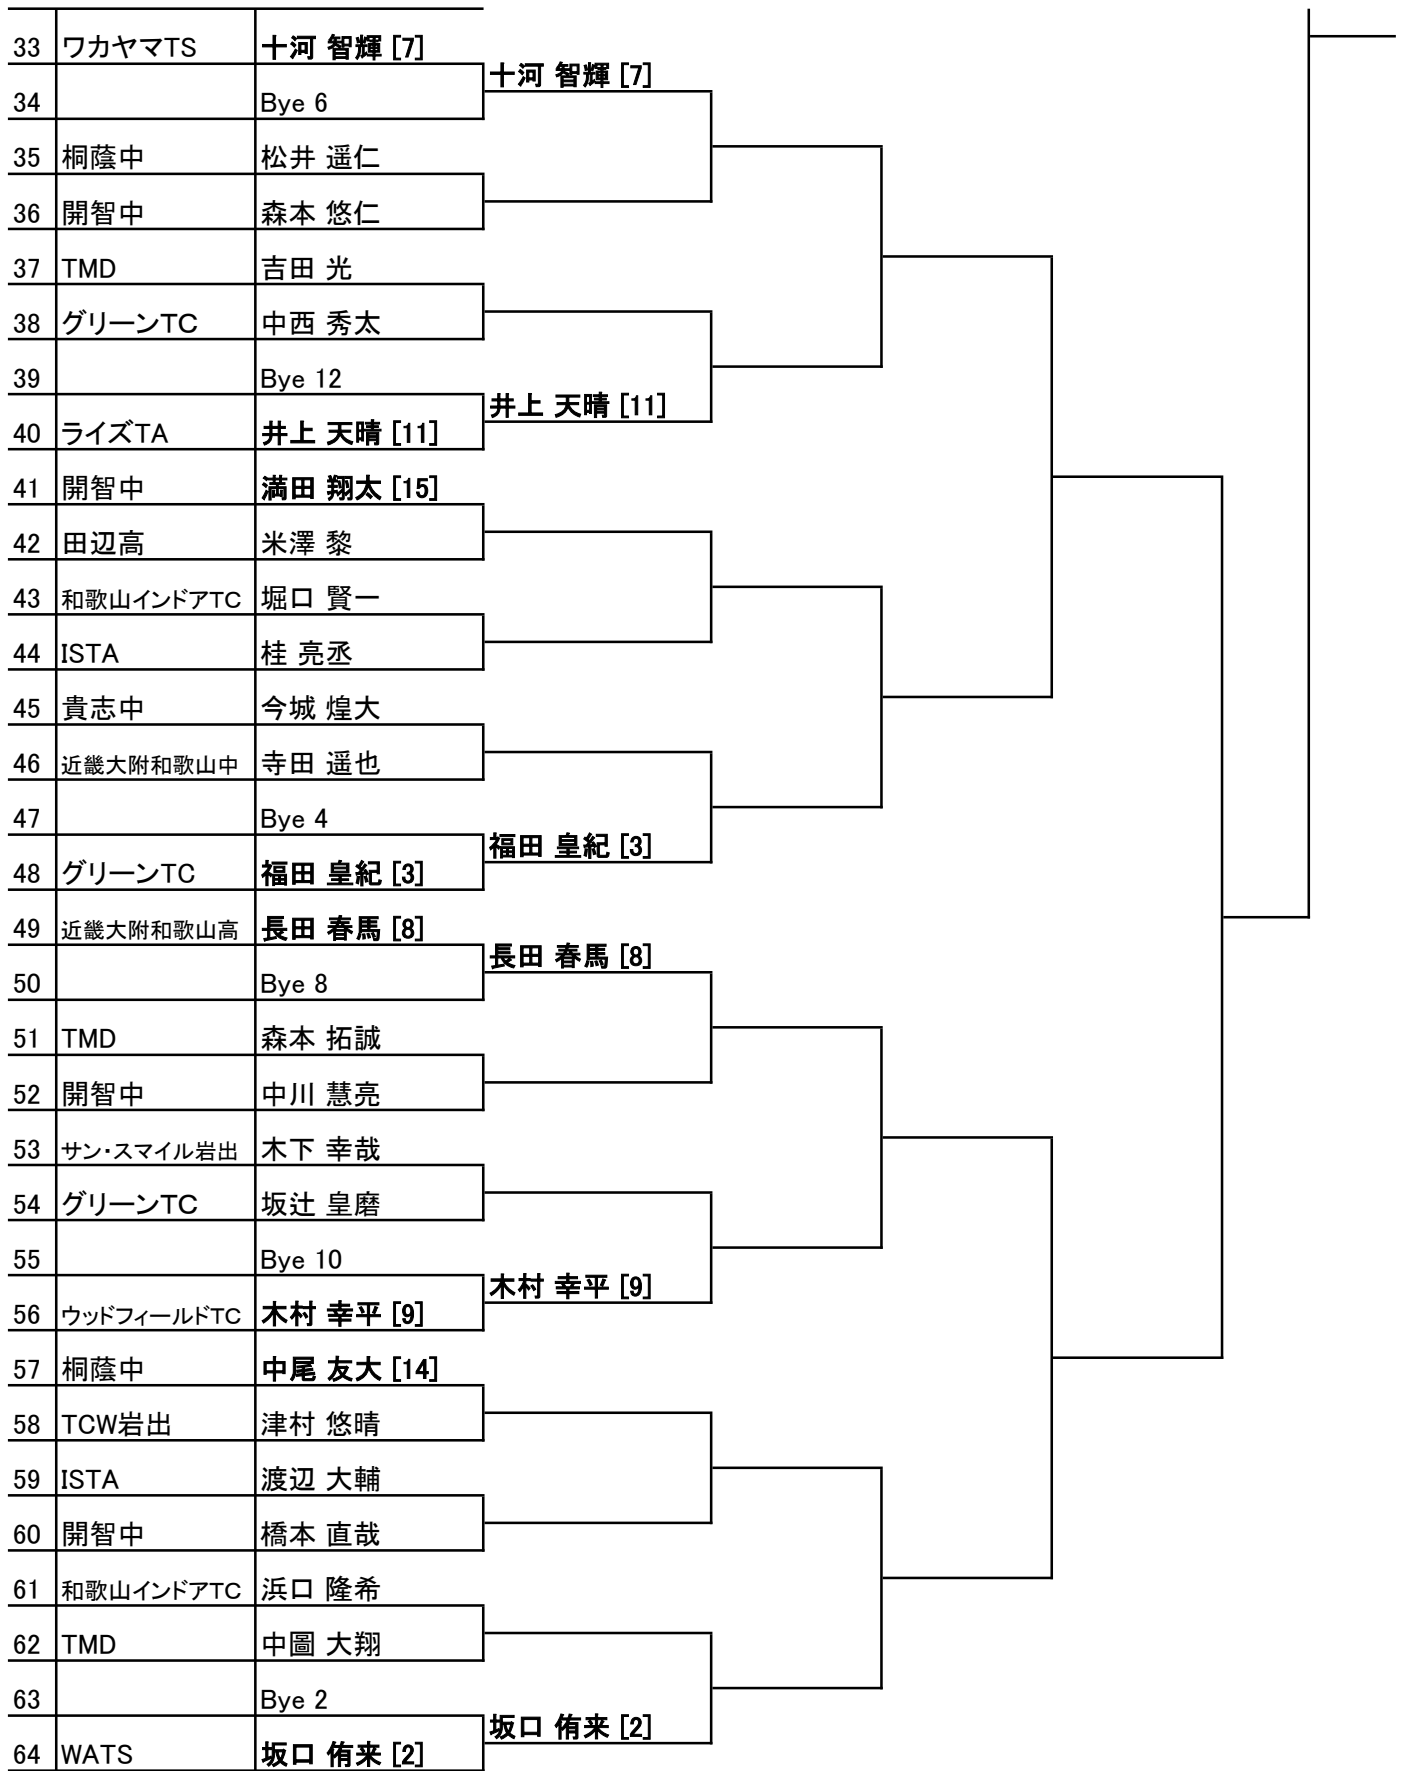 33 ワカヤマTS 十河 智輝 [7]
十河 智輝 [7]
34 Bye 6
35 桐蔭中 松井 遥仁
36 開智中 森本 悠仁
37 TMD 吉田 光
38 グリーンTC 中西 秀太
39 Bye 12
井上 天晴 [11]
40 ライズTA 井上 天晴 [11]
41 開智中 満田 翔太 [15]
42 田辺高 米澤 黎
43 和歌山インドアTC 堀口 賢一
44 ISTA 桂 亮丞
45 貴志中 今城 煌大
46 近畿大附和歌山中 寺田 遥也
47 Bye 4
福田 皇紀 [3]
48 グリーンTC 福田 皇紀 [3]
49 近畿大附和歌山高 長田 春馬 [8]
長田 春馬 [8]
50 Bye 8
51 TMD 森本 拓誠
52 開智中 中川 慧亮
53 サン・スマイル岩出 木下 幸哉
54 グリーンTC 坂辻 皇磨
55 Bye 10
木村 幸平 [9]
56 ウッドフィールドTC 木村 幸平 [9]
57 桐蔭中 中尾 友大 [14]
58 TCW岩出 津村 悠晴
59 ISTA 渡辺 大輔
60 開智中 橋本 直哉
61 和歌山インドアTC 浜口 隆希
62 TMD 中圖 大翔
63 Bye 2
坂口 侑来 [2]
64 WATS 坂口 侑来 [2]